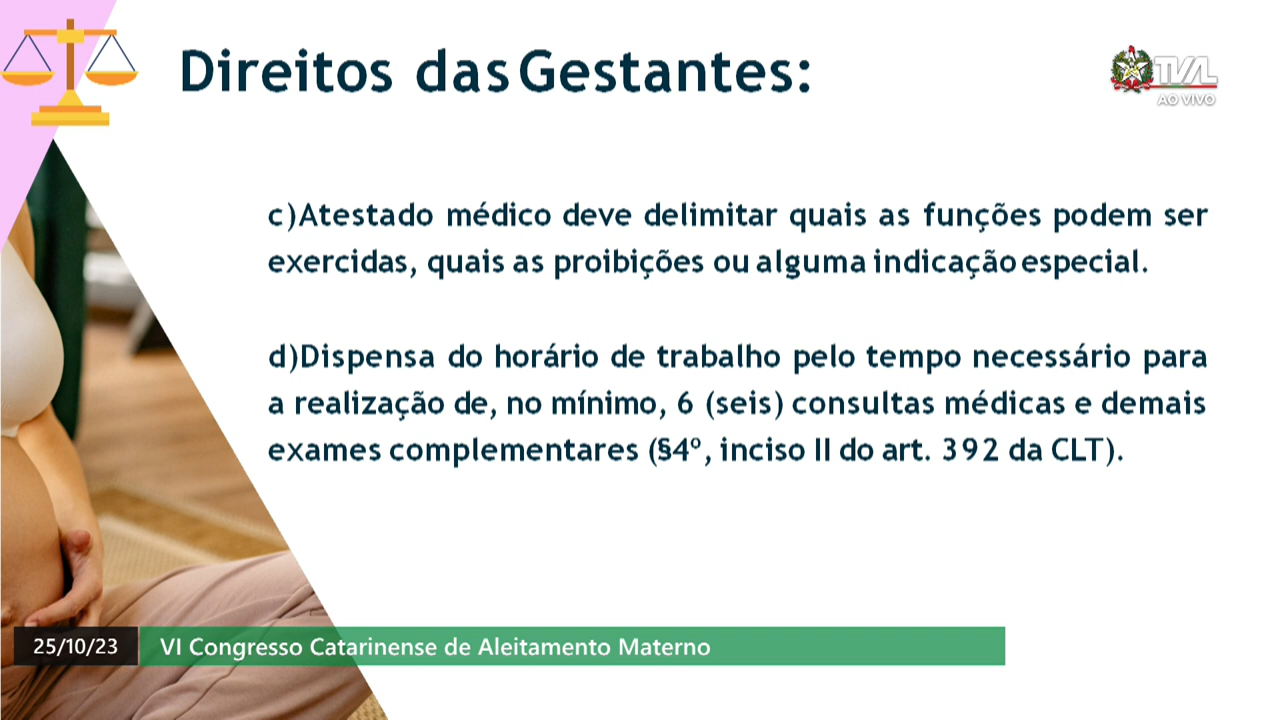 Direitos das Gestantes:
TVAL
AO VIVO
c)Atestado médico deve delimitar quais as funções podem ser
exercidas, quais as proibições ou alguma indicação especial.
d)Dispensa do horário de trabalho pelo tempo necessário para
a realização de, no mínimo, 6 (seis) consultas médicas e demais
exames complementares (§4º, inciso II do art. 392 da CLT).
25/10/23
VI Congresso Catarinense de Aleitamento Materno